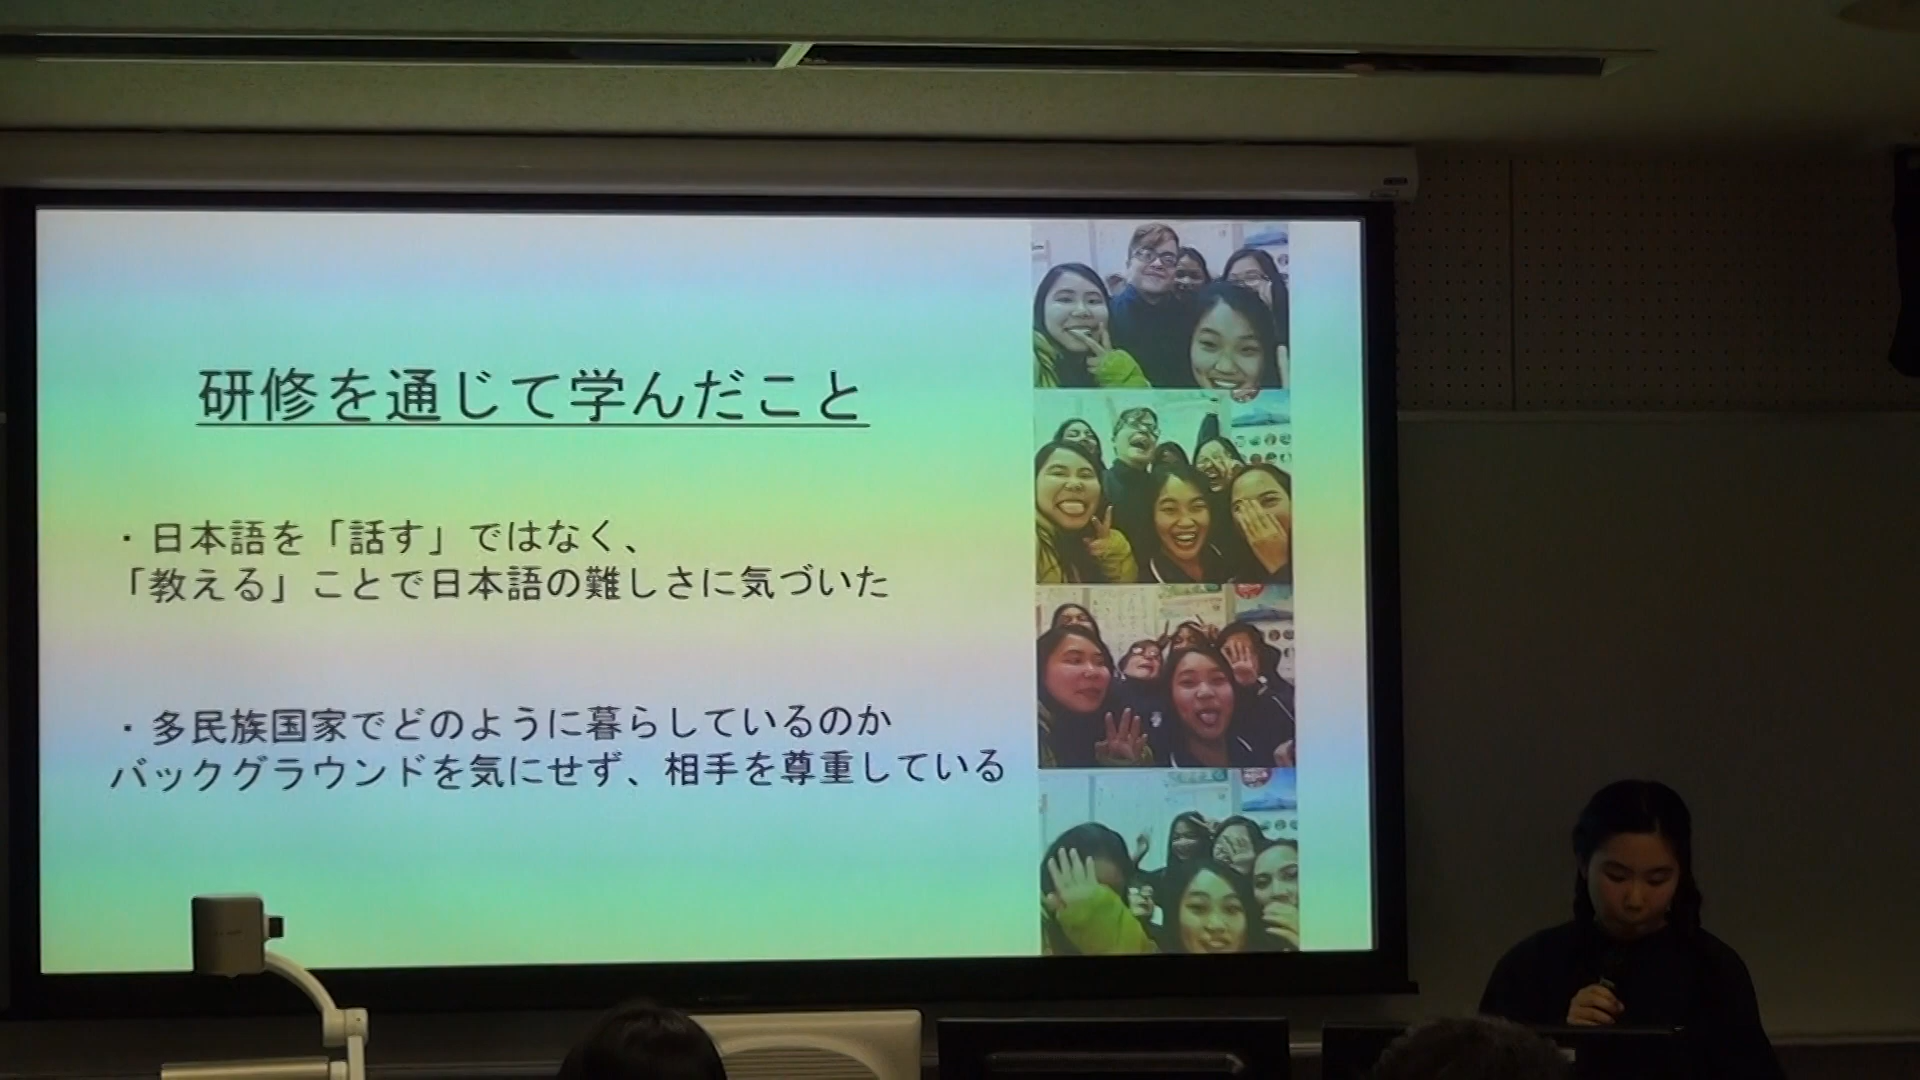 研修を通じて学んだこと
・日本語を「話す」ではなく、
「教える」ことで日本語の難しさに気づいた
・多民族国家でどのように暮らしているのか
バックグラウンドを気にせず、相手を尊重している